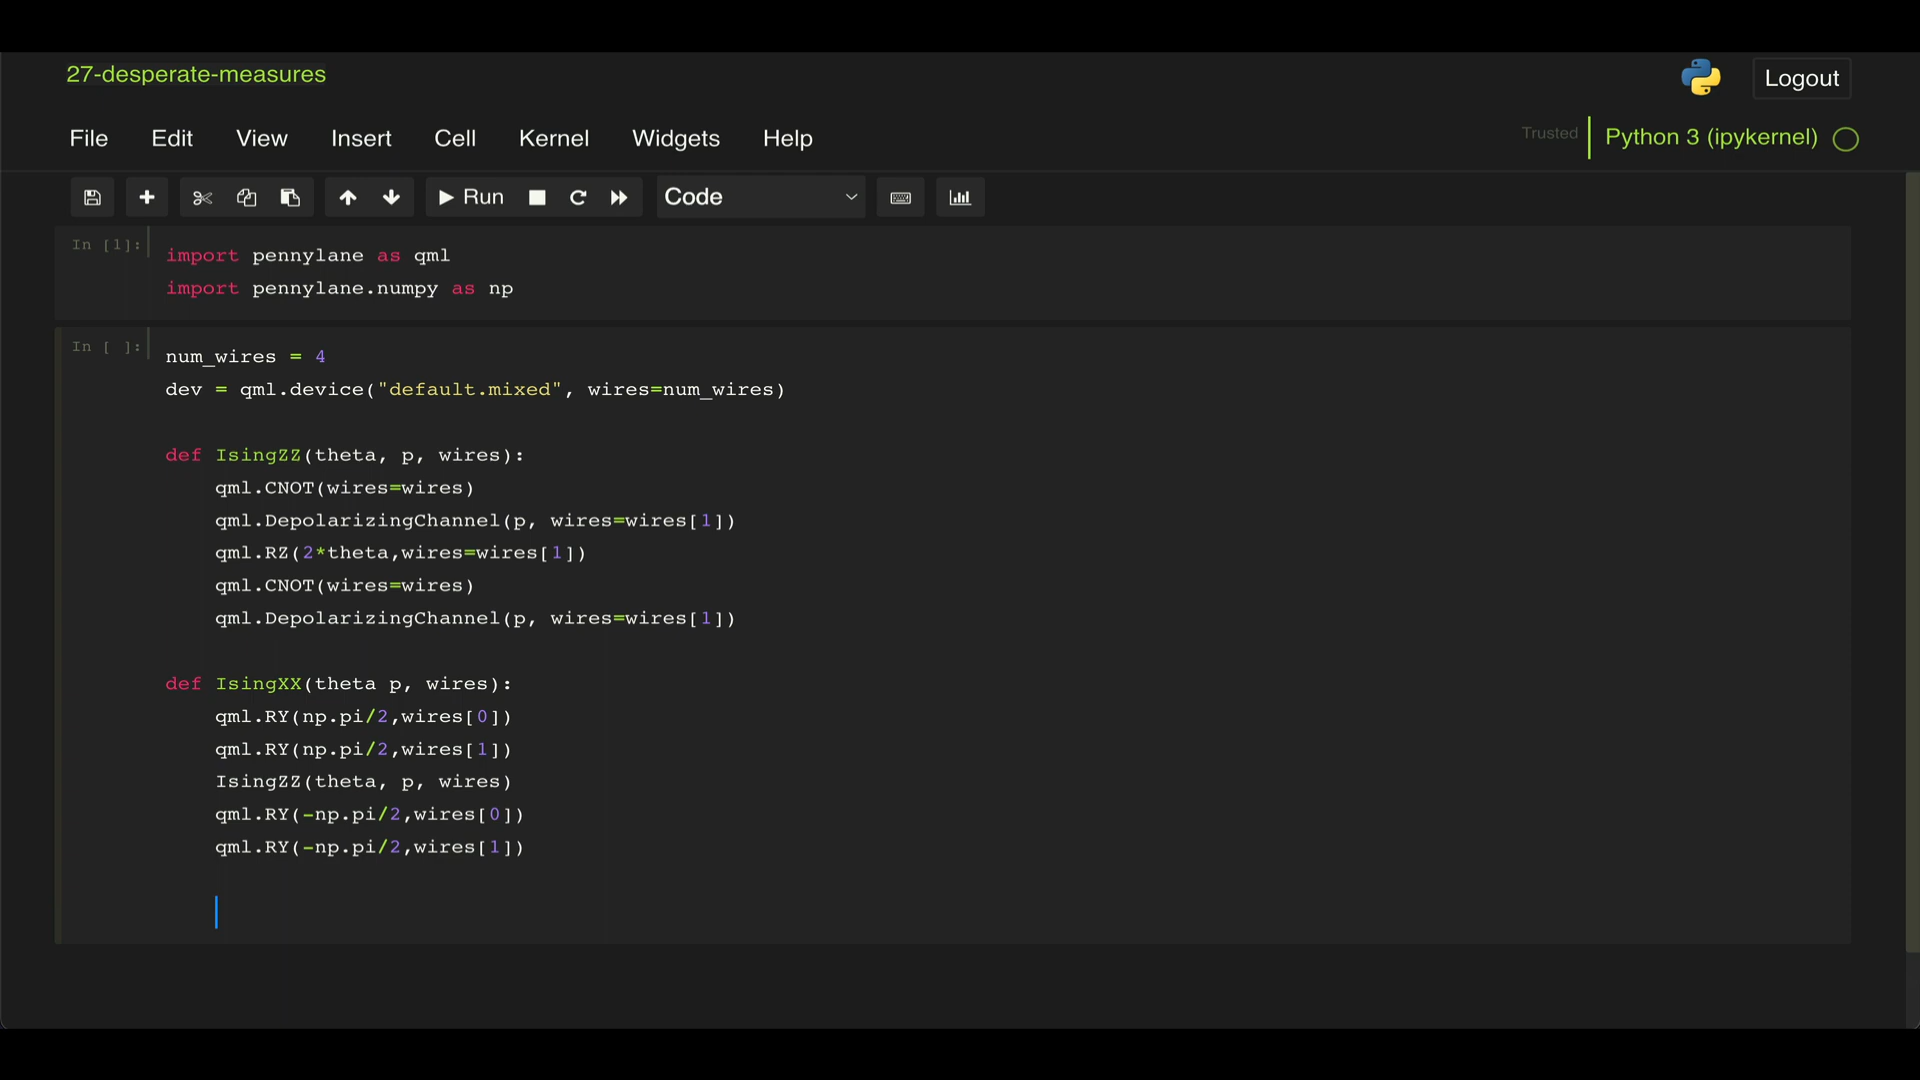 27-desperate-measures
Logout
File Edit View Insert Cell Kernel Widgets Help
Trusted Python 3 (ipykernel)
Run Code
In [1]:
import pennylane as qml
import pennylane.numpy as np
In [ ]:
num_wires = 4
dev = qml.device("default.mixed", wires=num_wires)
def IsingZZ(theta, p, wires):
qml.CNOT(wires=wires)
qml.DepolarizingChannel(p, wires=wires[1])
qml.RZ(2*theta,wires=wires[1])
qml.CNOT(wires=wires)
qml.DepolarizingChannel(p, wires=wires[1])
def IsingXX(theta p, wires):
qml.RY(np.pi/2,wires[0])
qml.RY(np.pi/2,wires[1])
IsingZZ(theta, p, wires)
qml.RY(-np.pi/2,wires[0])
qml.RY(-np.pi/2,wires[1])